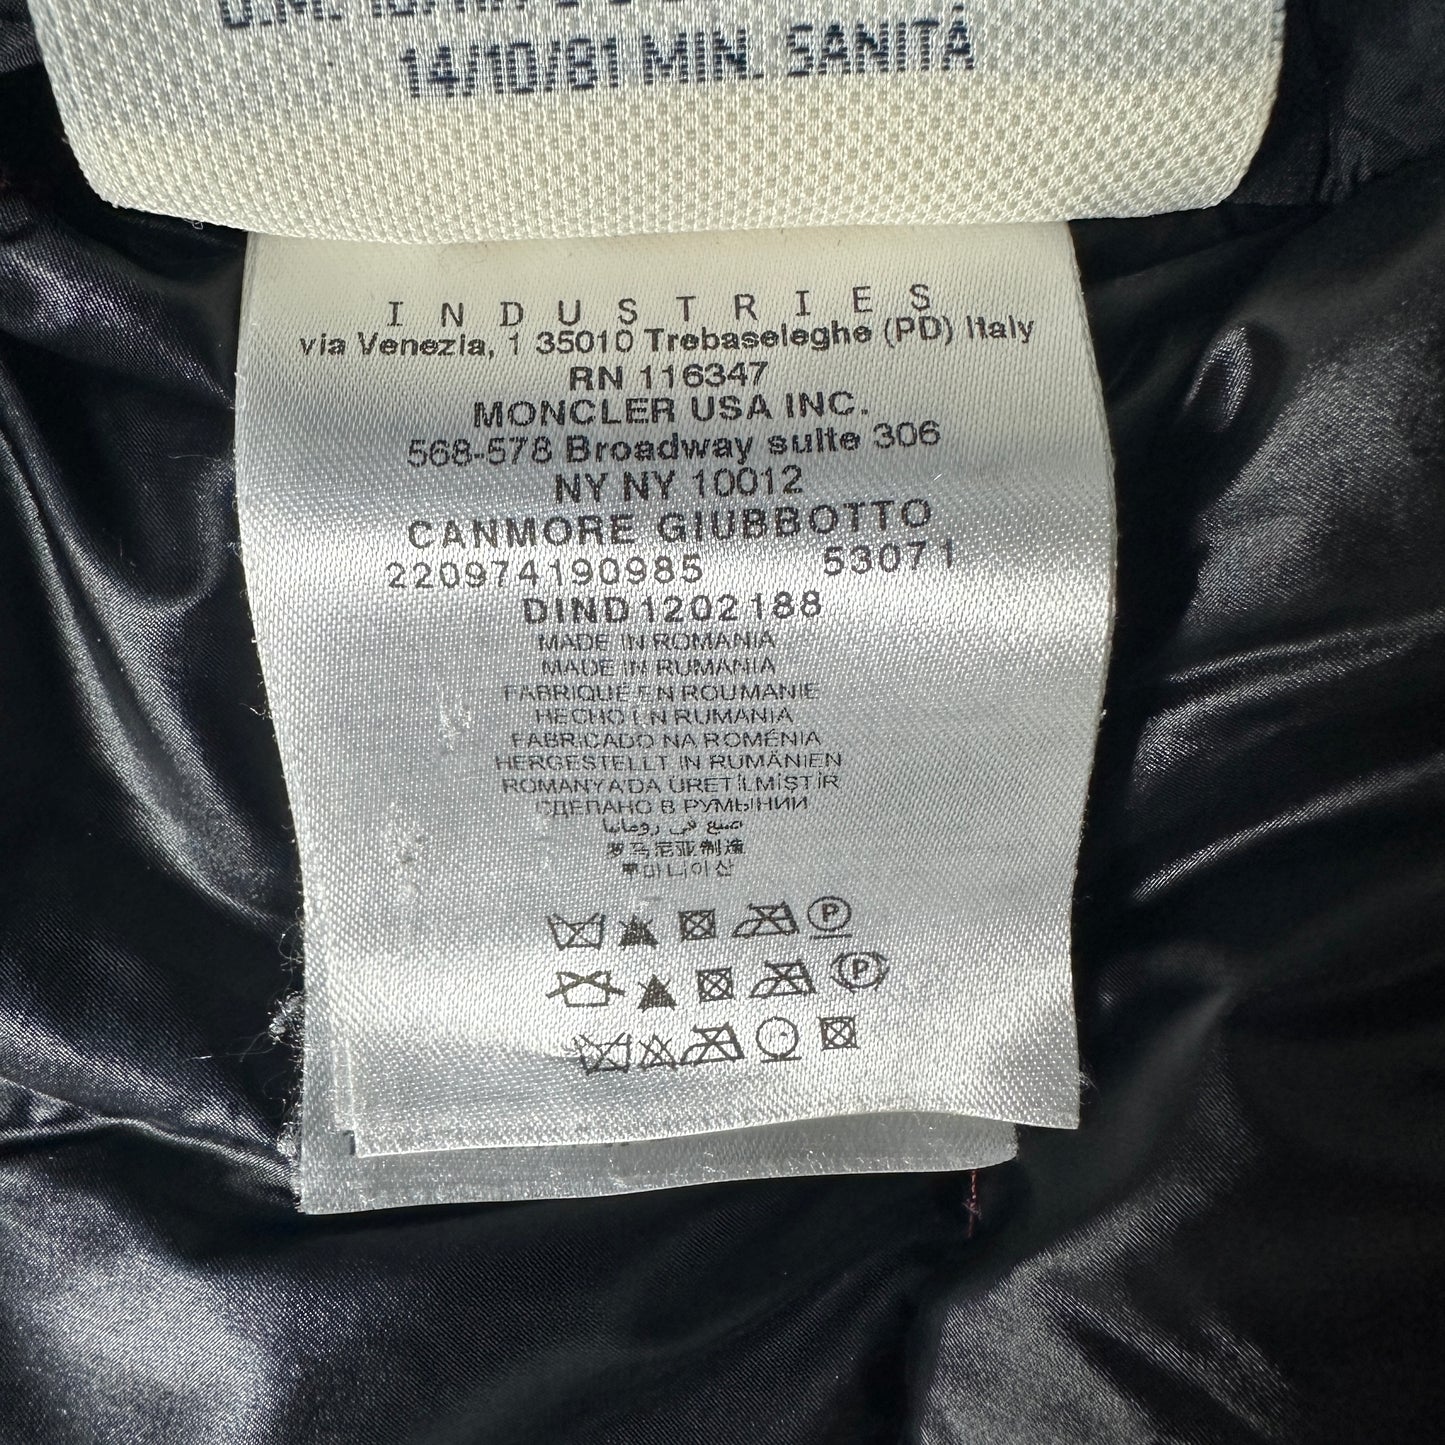 14/10/81 MIN. SANITÀ
INDUSTRIES
via Venezia, 1 35010 Trebaseleghe (PD) Italy
RN 116347
MONCLER USA INC.
568-578 Broadway suite 306
NY NY 10012
CANMORE GIUBBOTTO
220974190985 53071
DIND1202188
MADE IN ROMANIA
MADE IN RUMANIA
FABRIQUÉ EN ROUMANIE
HECHO EN RUMANIA
FABRICADO NA ROMÉNIA
HERGESTELLT IN RUMÄNIEN
ROMANYA'DA ÜRETİLMİŞTİR
СДЕЛАНО В РУМЫНИИ
صنع في رومانيا
罗马尼亚制造
루마니아산
P
P